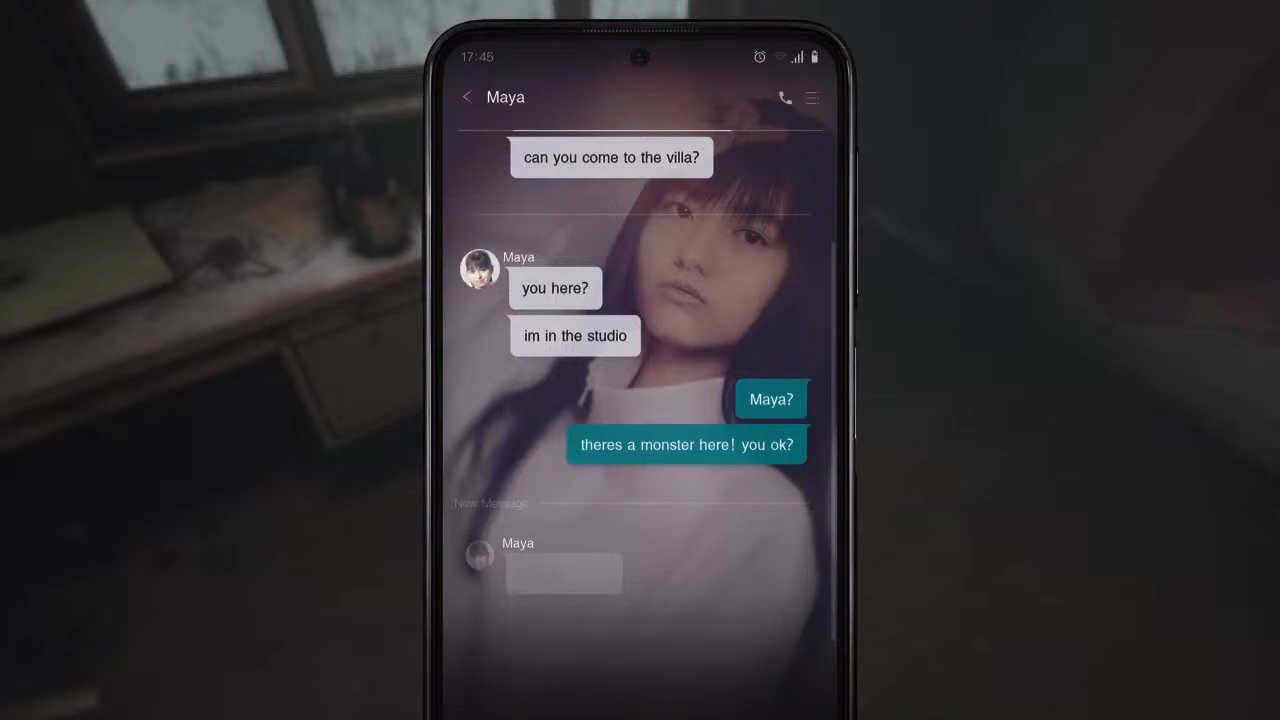 17:45
Maya
can you come to the villa?
Maya
you here?
im in the studio
Maya?
theres a monster here! you ok?
New Message
Maya